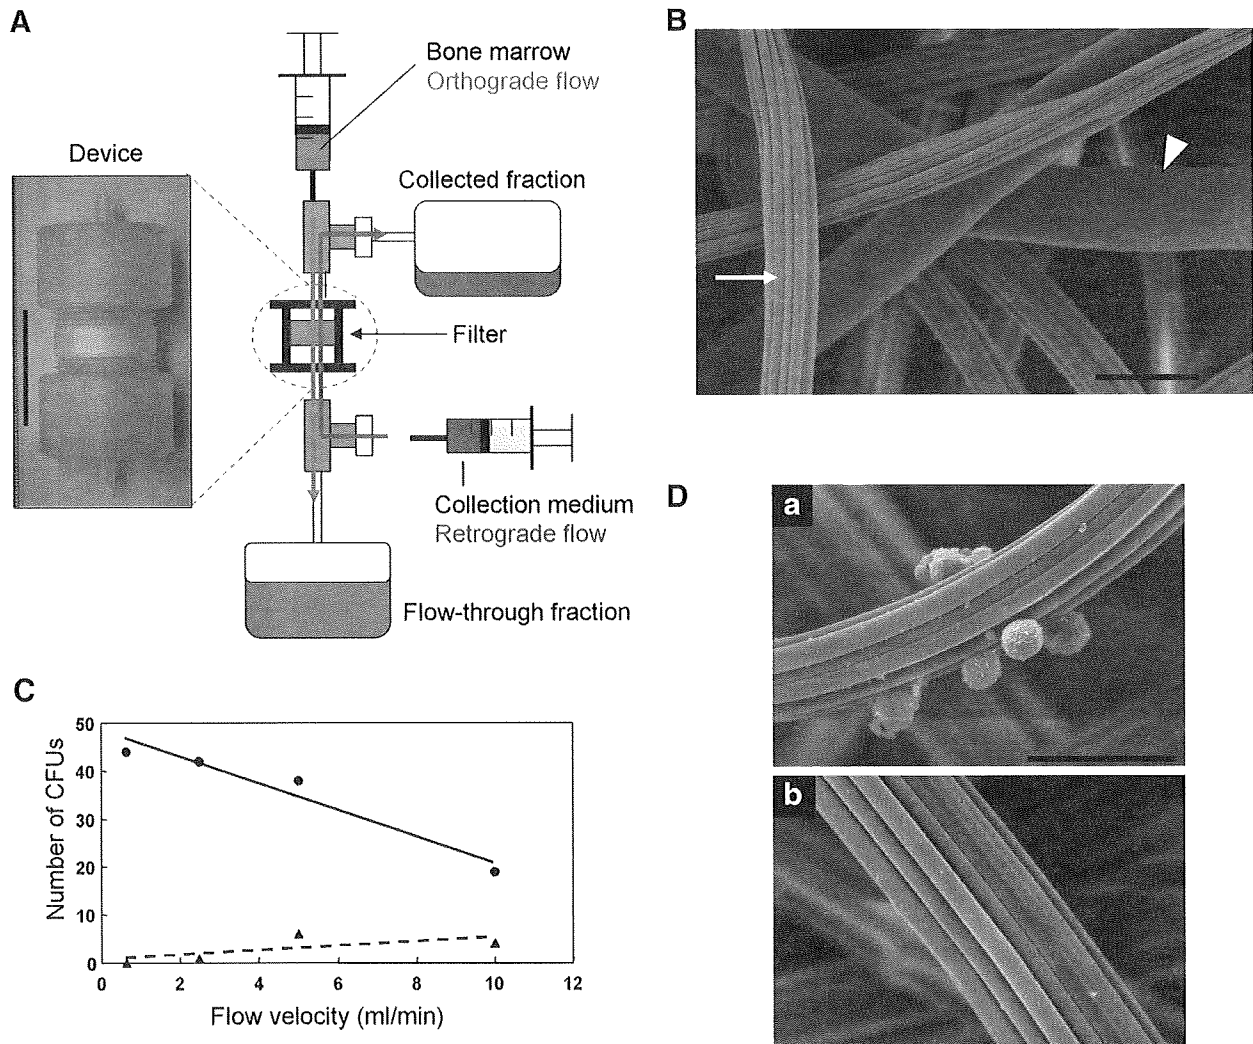 A
Bone marrow
Orthograde flow
Device
Collected fraction
Filter
Collection medium
Retrograde flow
Flow-through fraction
B
C
50
40
30
20
10
0
0 2 4 6 8 10 12
Number of CFUs
Flow velocity (ml/min)
D
a
b